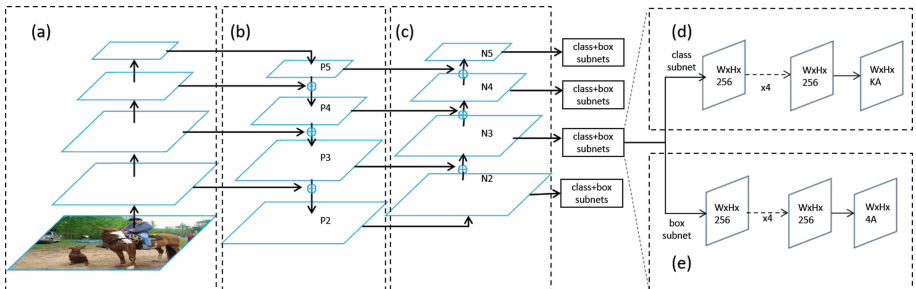 (a)
(b)
P5
P4
P3
P2
(c)
N5
N4
N3
N2
class+box
subnets
class+box
subnets
class+box
subnets
class+box
subnets
(d)
class
subnet
WxHx
256
x4
WxHx
256
WxHx
KA
box
subnet
WxHx
256
x4
WxHx
256
WxHx
4A
(e)